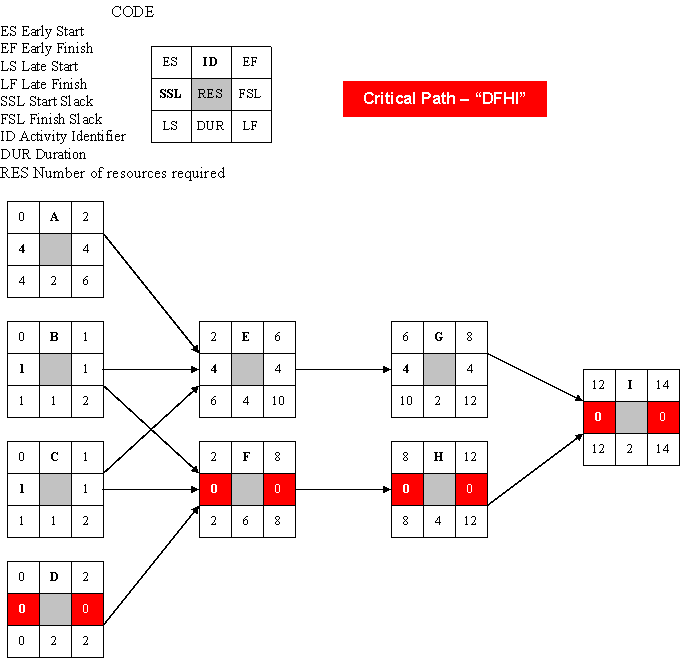 CODE
ES Early Start
EF Early Finish
LS Late Start
LF Late Finish
SSL Start Slack
FSL Finish Slack
ID Activity Identifier
DUR Duration
RES Number of resources required
ES ID EF
SSL RES FSL
LS DUR LF
Critical Path – “DFHI”
0 A 2
4 4
4 2 6
0 B 1
1 1
1 1 2
2 E 6
4 4
6 4 10
6 G 8
4 4
10 2 12
12 I 14
0 0
12 2 14
0 C 1
1 1
1 1 2
2 F 8
0 0
2 6 8
8 H 12
0 0
8 4 12
0 D 2
0 0
0 2 2